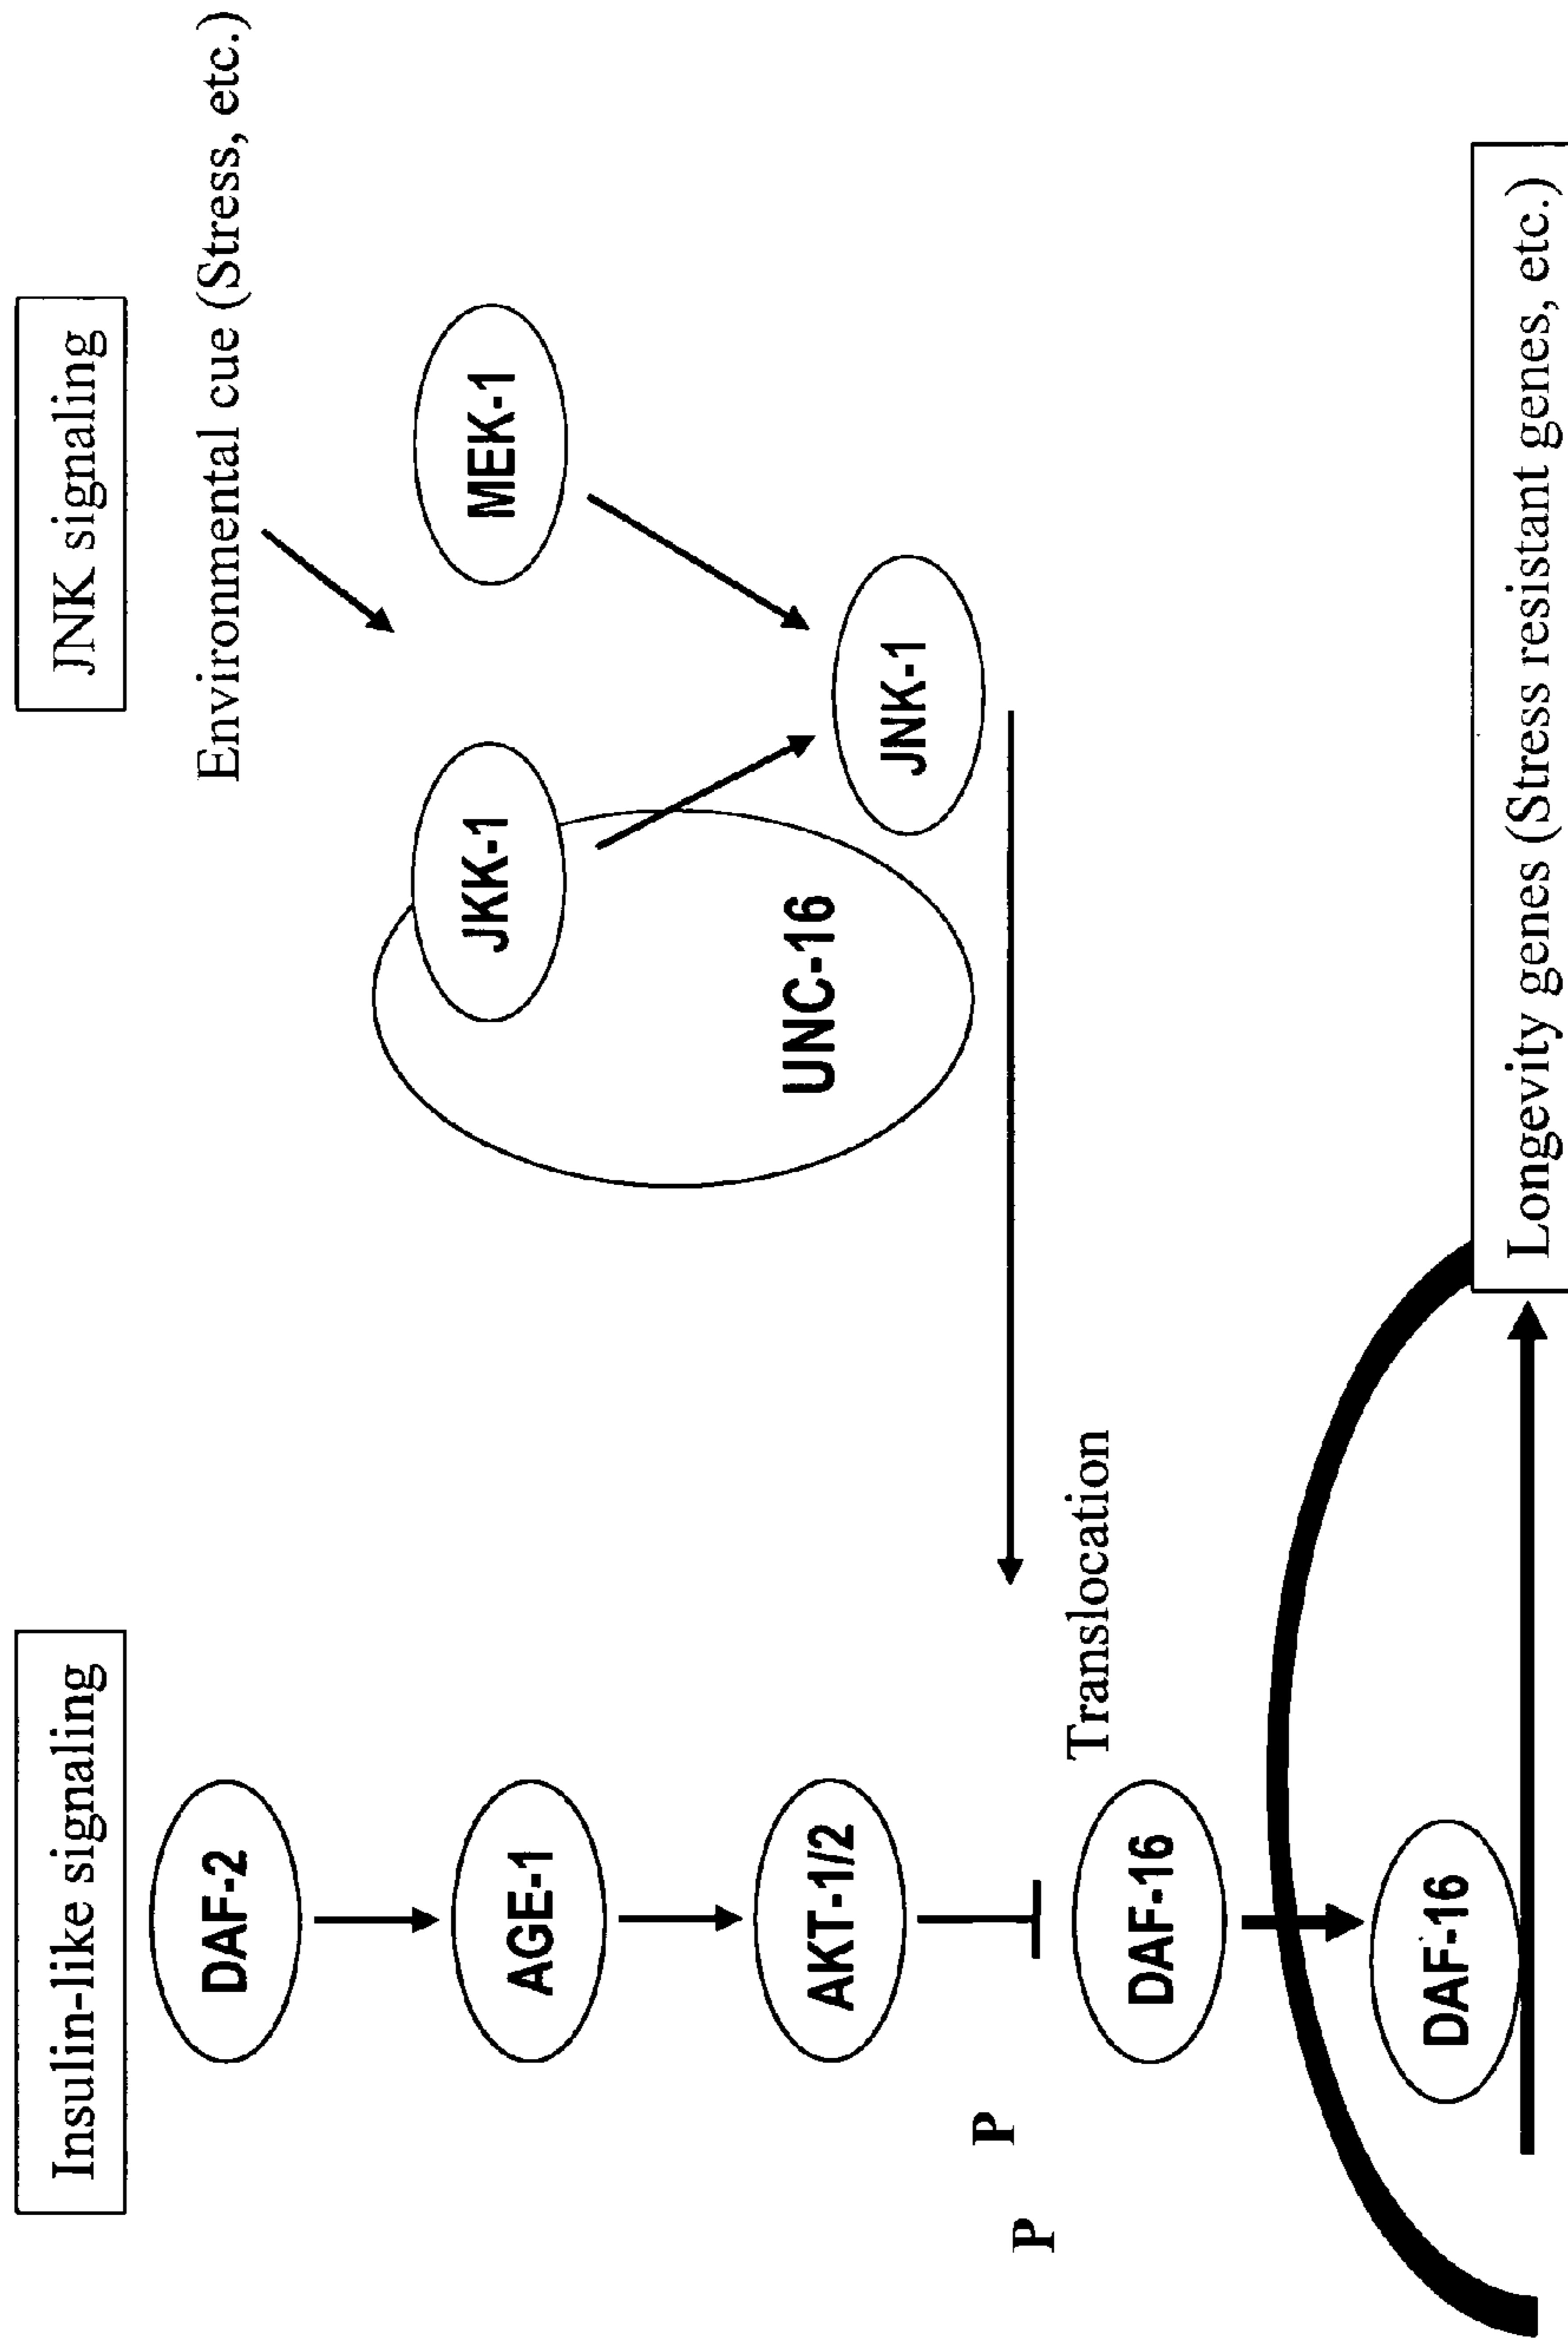 Insulin-like signaling
JNK signaling
DAF-2
Environmental cue (Stress, etc.)
AGE-1
JKK-1
MEK-1
AKT-1/2
UNC-16
JNK-1
P
P
Translocation
DAF-16
DAF-16
Longevity genes (Stress resistant genes, etc.)